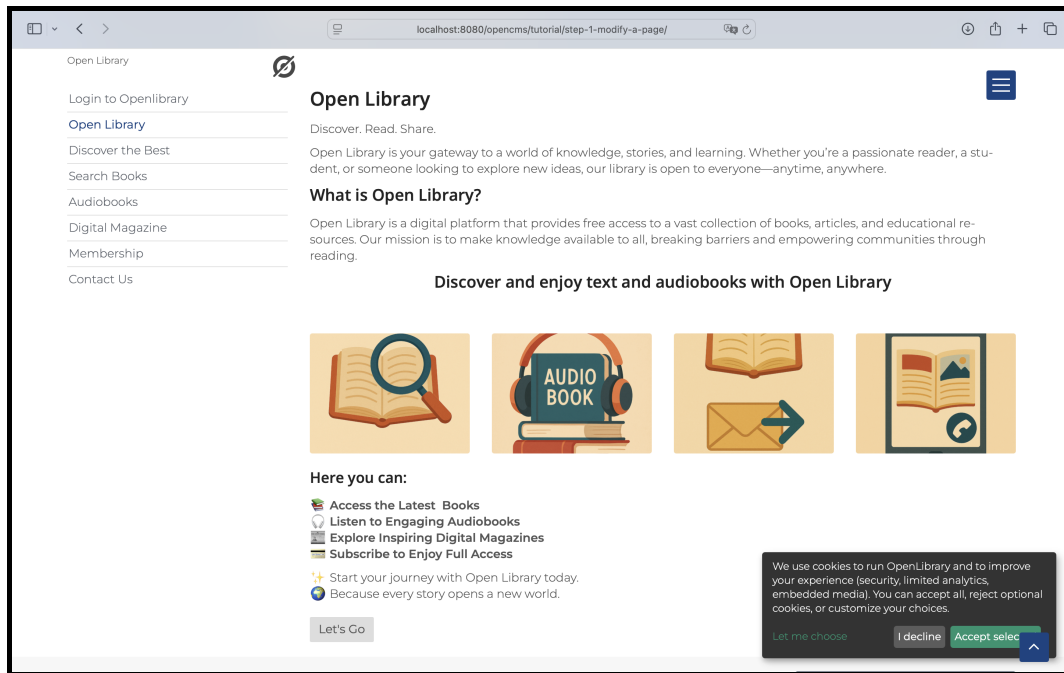 localhost:8080/opencms/tutorial/step-1-modify-a-page/
Open Library
Login to Openlibrary
Open Library
Discover the Best
Search Books
Audiobooks
Digital Magazine
Membership
Contact Us
Open Library
Discover. Read. Share.
Open Library is your gateway to a world of knowledge, stories, and learning. Whether you're a passionate reader, a stu-
dent, or someone looking to explore new ideas, our library is open to everyone—anytime, anywhere.
What is Open Library?
Open Library is a digital platform that provides free access to a vast collection of books, articles, and educational re-
sources. Our mission is to make knowledge available to all, breaking barriers and empowering communities through
reading.
Discover and enjoy text and audiobooks with Open Library
AUDIO
BOOK
Here you can:
Access the Latest Books
Listen to Engaging Audiobooks
Explore Inspiring Digital Magazines
Subscribe to Enjoy Full Access
Start your journey with Open Library today.
Because every story opens a new world.
Let's Go
We use cookies to run OpenLibrary and to improve
your experience (security, limited analytics,
embedded media). You can accept all, reject optional
cookies, or customize your choices.
Let me choose
I decline
Accept selec